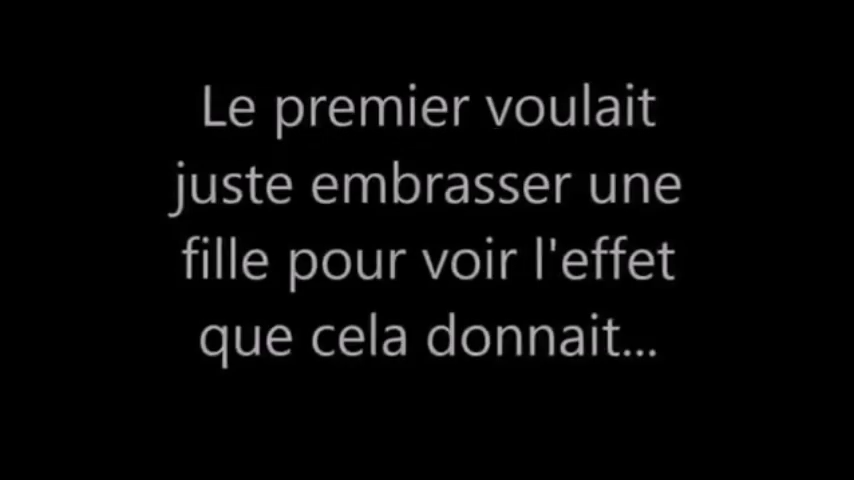 Le premier voulait
juste embrasser une
fille pour voir l'effet
que cela donnait...